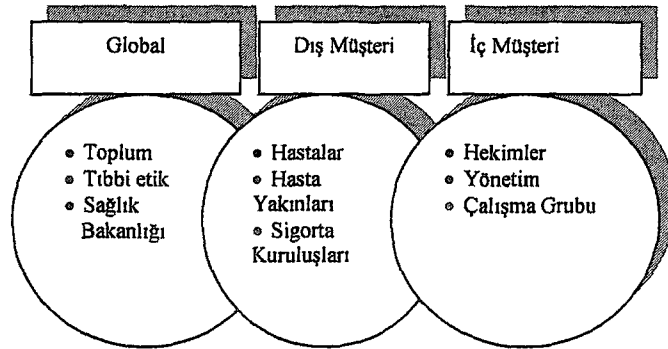 Global
• Toplum
• Tıbbi etik
• Sağlık
Bakanlığı
Dış Müşteri
• Hastalar
• Hasta
Yakınları
• Sigorta
Kuruluşları
İç Müşteri
• Hekimler
• Yönetim
• Çalışma Grubu